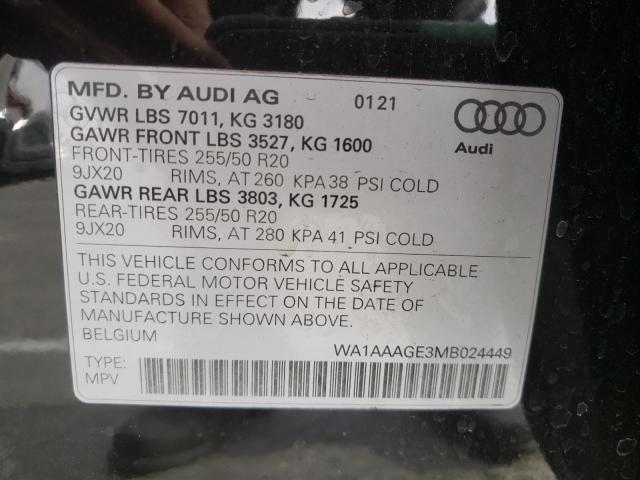 MFD. BY AUDI AG 0121
GVWR LBS 7011, KG 3180
GAWR FRONT LBS 3527, KG 1600
FRONT-TIRES 255/50 R20
9JX20 RIMS, AT 260 KPA 38 PSI COLD
GAWR REAR LBS 3803, KG 1725
REAR-TIRES 255/50 R20
9JX20 RIMS, AT 280 KPA 41 PSI COLD
Audi
THIS VEHICLE CONFORMS TO ALL APPLICABLE
U.S. FEDERAL MOTOR VEHICLE SAFETY
STANDARDS IN EFFECT ON THE DATE OF
MANUFACTURE SHOWN ABOVE.
BELGIUM
WA1AAAGE3MB024449
TYPE:
MPV